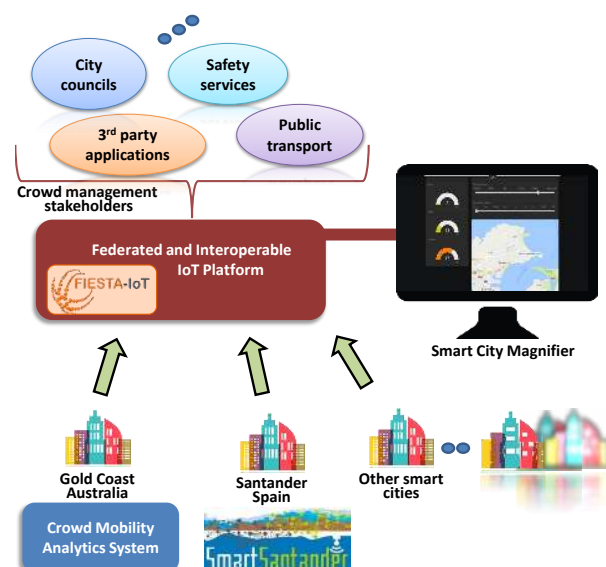 City
councils
Safety
services
3rd party
applications
Public
transport
Crowd management
stakeholders
Federated and Interoperable
IoT Platform
FIESTA-IoT
Smart City Magnifier
Gold Coast
Australia
Santander
Spain
Other smart
cities
Crowd Mobility
Analytics System
SmartSantander